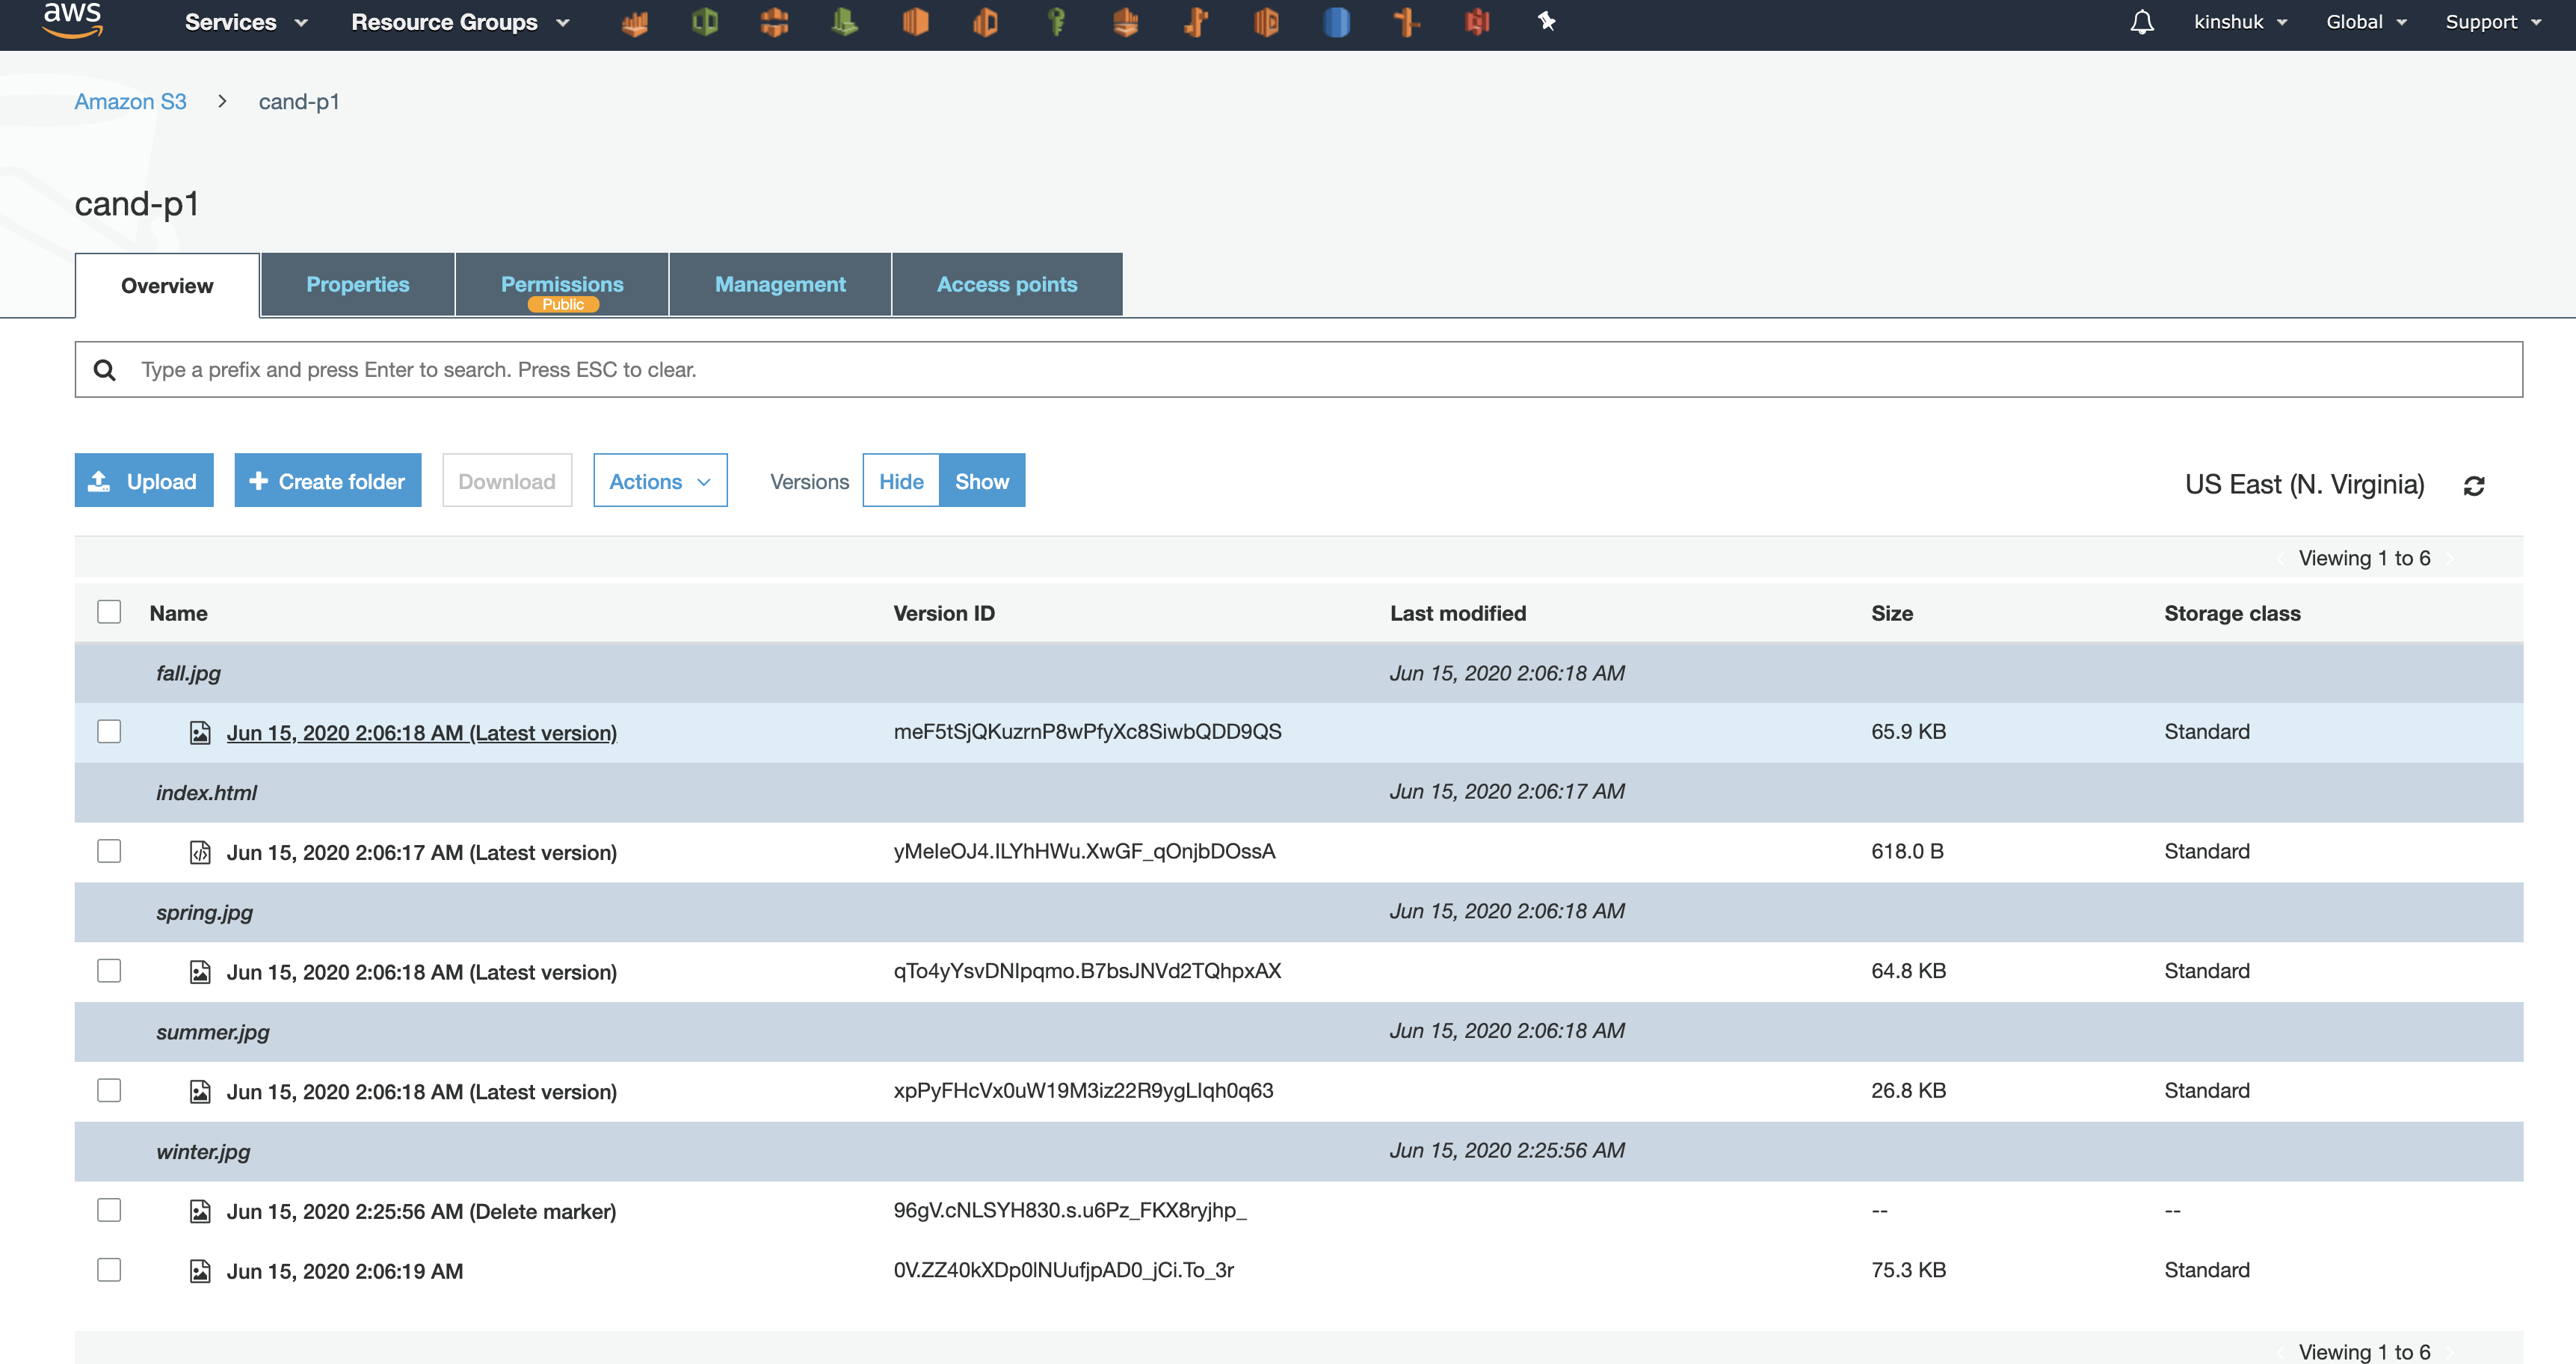 aws Services Resource Groups kinshuk Global Support
Amazon S3 > cand-p1
cand-p1
Overview Properties Permissions Management Access points
Public
Type a prefix and press Enter to search. Press ESC to clear.
Upload Create folder Download Actions Versions Hide Show US East (N. Virginia)
Viewing 1 to 6
Name Version ID Last modified Size Storage class
fall.jpg Jun 15, 2020 2:06:18 AM
Jun 15, 2020 2:06:18 AM (Latest version) meF5tSjQKuzrnP8wPfyXc8SiwbQDD9QS 65.9 KB Standard
index.html Jun 15, 2020 2:06:17 AM
Jun 15, 2020 2:06:17 AM (Latest version) yMeIeOJ4.ILYhHWu.XwGF_qOnjbDOssA 618.0 B Standard
spring.jpg Jun 15, 2020 2:06:18 AM
Jun 15, 2020 2:06:18 AM (Latest version) qTo4yYsvDNIpqmo.B7bsJNVd2TQhpxAX 64.8 KB Standard
summer.jpg Jun 15, 2020 2:06:18 AM
Jun 15, 2020 2:06:18 AM (Latest version) xpPyFHcVx0uW19M3iz22R9ygLlqh0q63 26.8 KB Standard
winter.jpg Jun 15, 2020 2:25:56 AM
Jun 15, 2020 2:25:56 AM (Delete marker) 96gV.cNLSYH830.s.u6Pz_FKX8ryjhp_ -- --
Jun 15, 2020 2:06:19 AM 0V.ZZ40kXDp0lNUufjpAD0_jCi.To_3r 75.3 KB Standard
Viewing 1 to 6